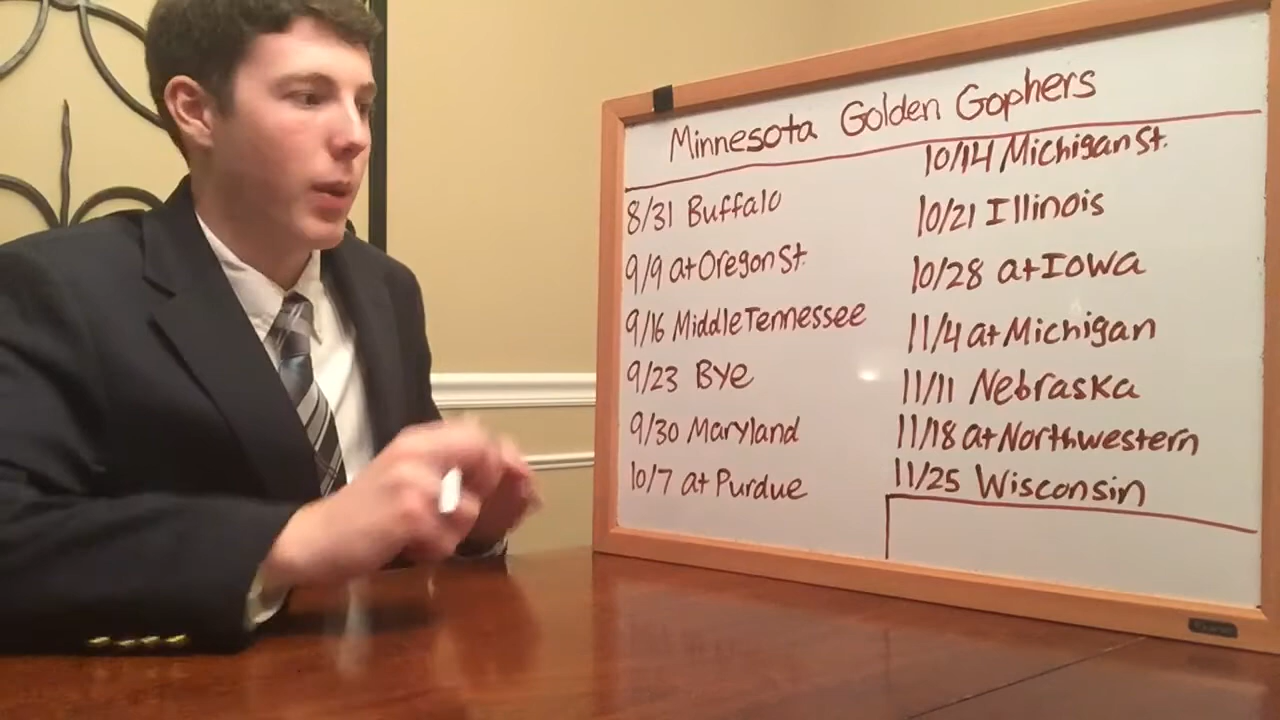 Minnesota Golden Gophers
8/31 Buffalo
9/9 at Oregon St.
9/16 Middle Tennessee
9/23 Bye
9/30 Maryland
10/7 at Purdue
10/14 Michigan St.
10/21 Illinois
10/28 at Iowa
11/4 at Michigan
11/11 Nebraska
11/18 at Northwestern
11/25 Wisconsin